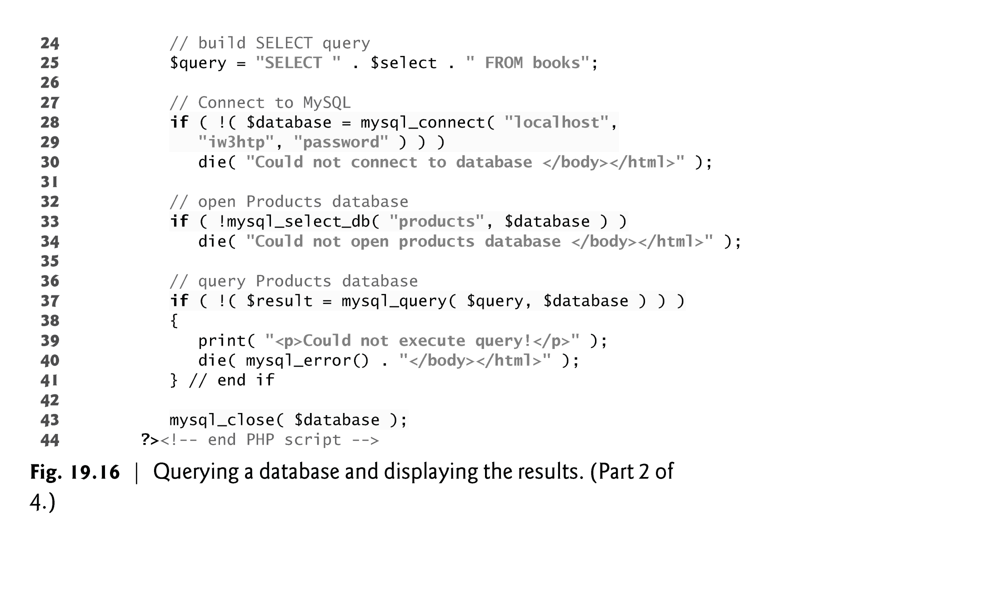 24 // build SELECT query
25 $query = "SELECT " . $select . " FROM books";
26
27 // Connect to MySQL
28 if ( !( $database = mysql_connect( "localhost",
29 "iw3htp", "password" ) ) )
30 die( "Could not connect to database </body></html>" );
31
32 // open Products database
33 if ( !mysql_select_db( "products", $database ) )
34 die( "Could not open products database </body></html>" );
35
36 // query Products database
37 if ( !( $result = mysql_query( $query, $database ) ) )
38 {
39 print( "<p>Could not execute query!</p>" );
40 die( mysql_error() . "</body></html>" );
41 } // end if
42
43 mysql_close( $database );
44 ?><!-- end PHP script -->
Fig. 19.16 | Querying a database and displaying the results. (Part 2 of
4.)